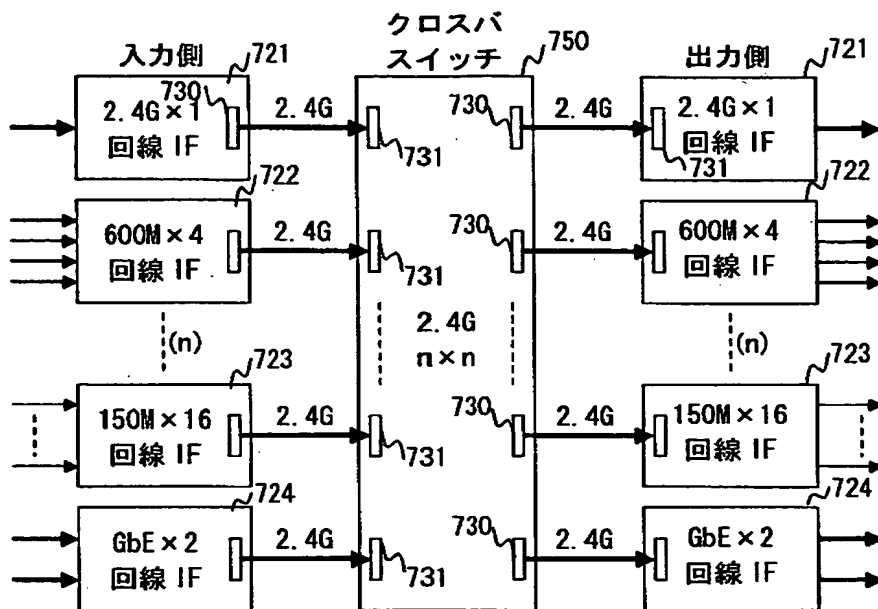 クロスバ
スイッチ
750
入力側
721
730
2.4G×1
回線 IF
2.4G
731
730
2.4G
出力側
721
2.4G×1
回線 IF
731
722
600M×4
回線 IF
2.4G
731
730
2.4G
722
600M×4
回線 IF
(n)
2.4G
n×n
(n)
723
150M×16
回線 IF
2.4G
731
730
2.4G
723
150M×16
回線 IF
724
GbE×2
回線 IF
2.4G
731
730
2.4G
724
GbE×2
回線 IF